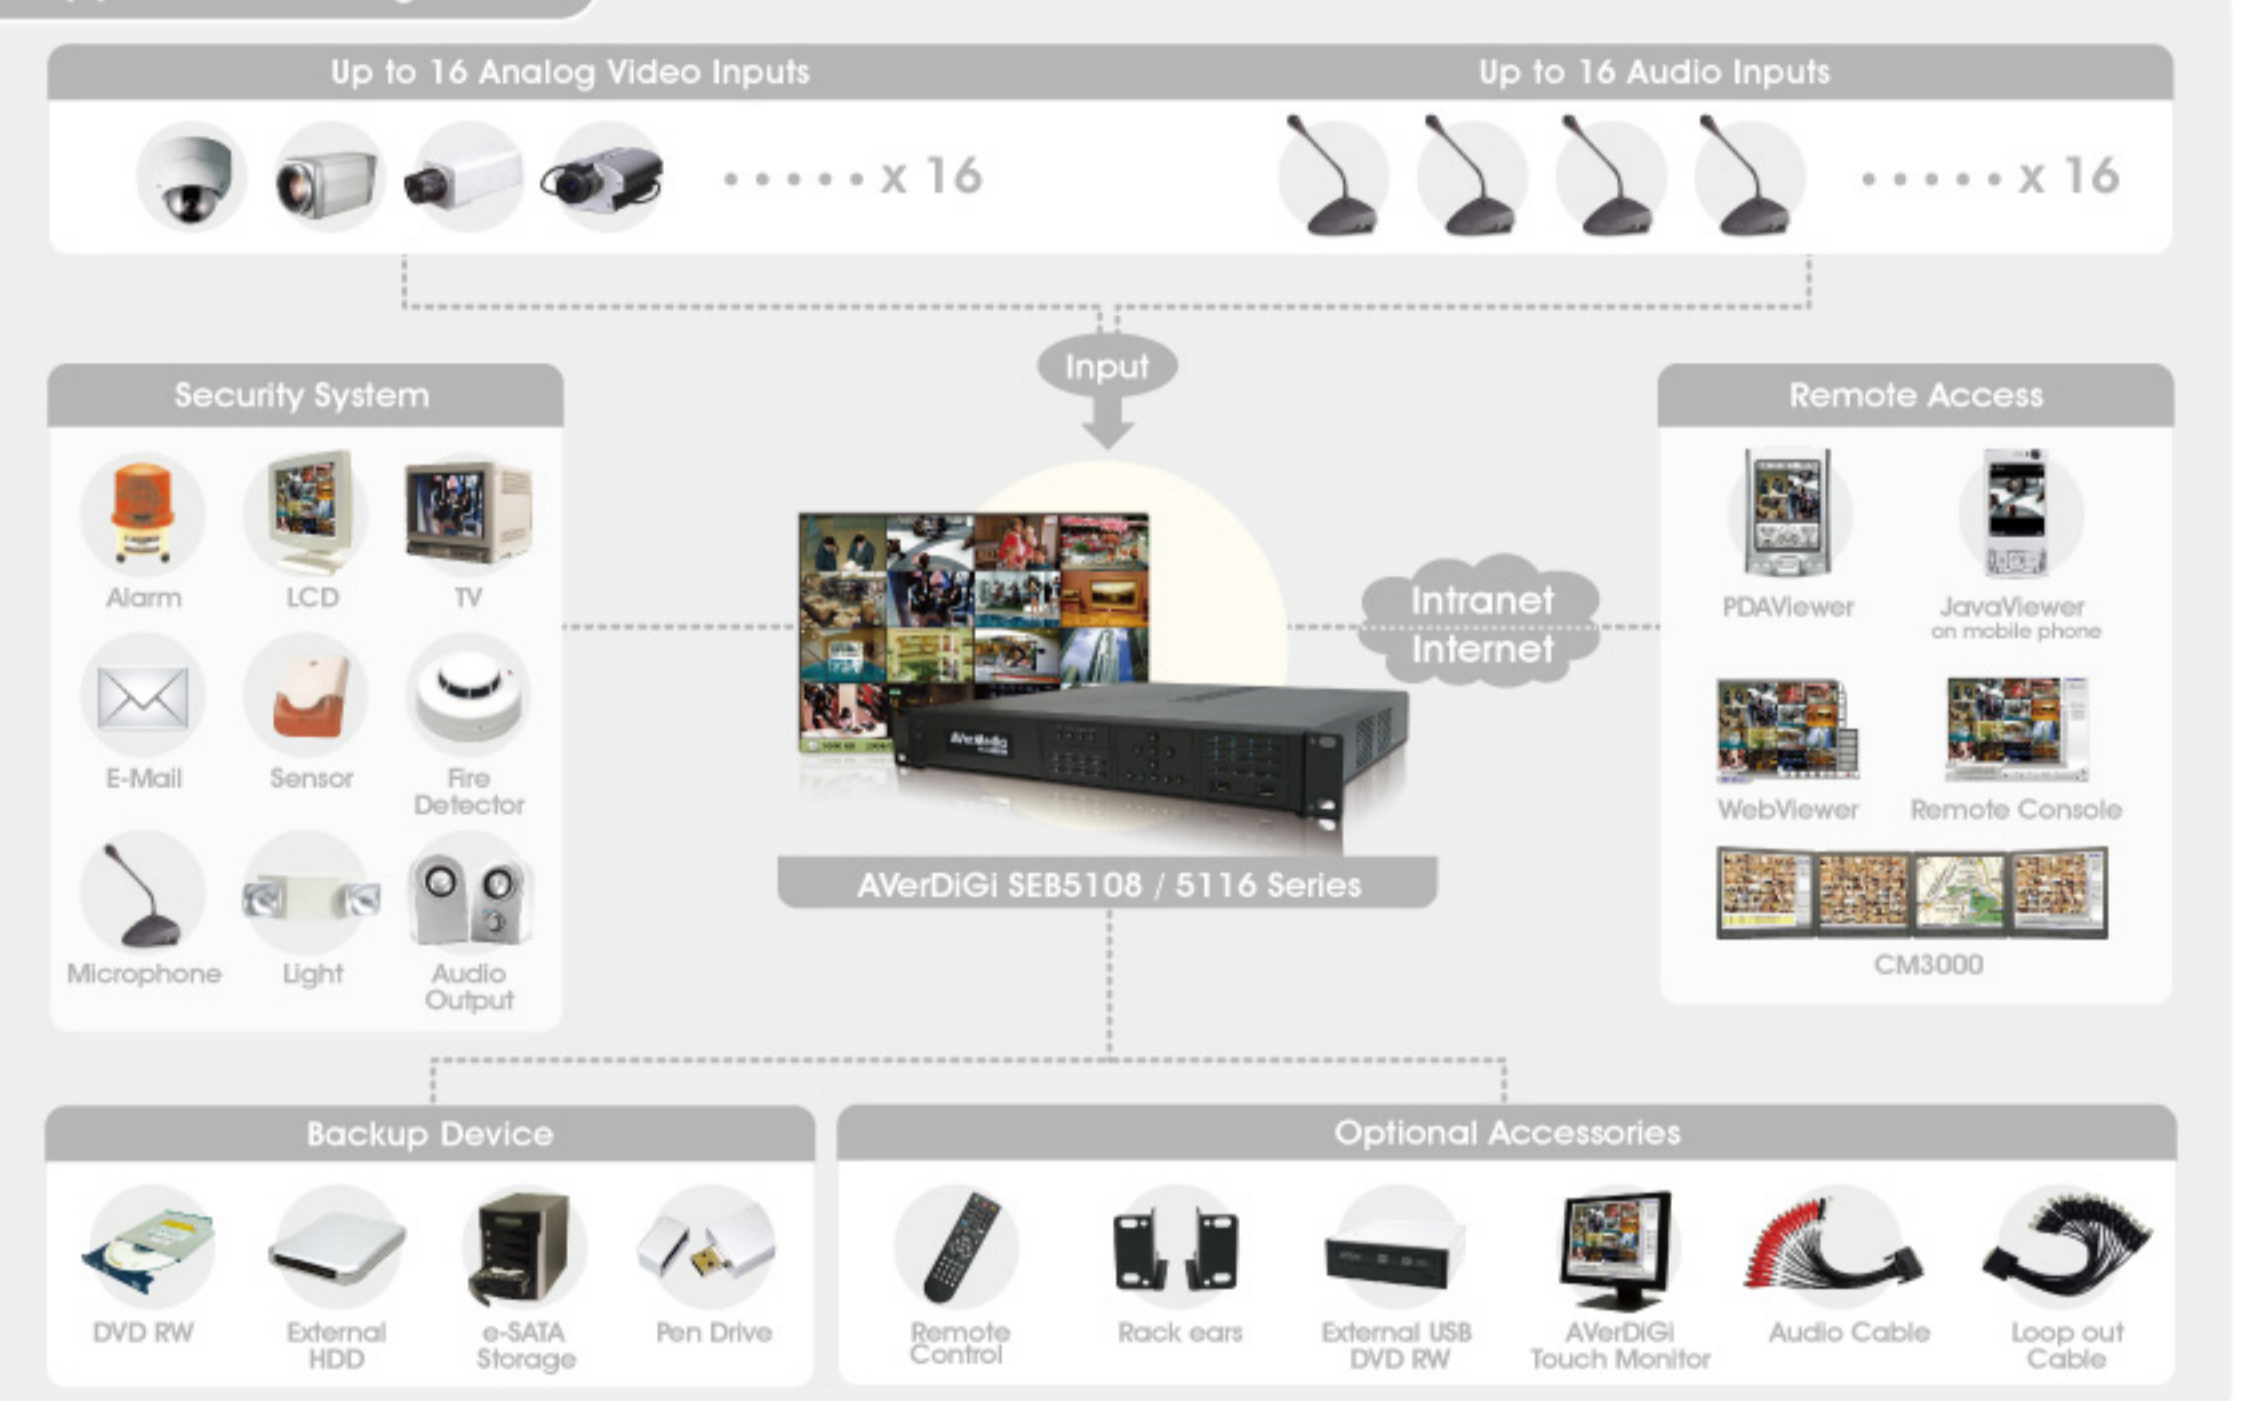 Up to 16 Analog Video Inputs
Up to 16 Audio Inputs
x 16
x 16
Input
Security System
Alarm
LCD
TV
E-Mail
Sensor
Fire
Detector
Microphone
Light
Audio
Output
AVerMedia
AVerDiGi SEB5108 / 5116 Series
Intranet
Internet
Remote Access
PDAViewer
JavaViewer
on mobile phone
WebViewer
Remote Console
CM3000
Backup Device
DVD RW
External
HDD
e-SATA
Storage
Pen Drive
Optional Accessories
Remote
Control
Rack ears
External USB
DVD RW
AVerDiGi
Touch Monitor
Audio Cable
Loop out
Cable